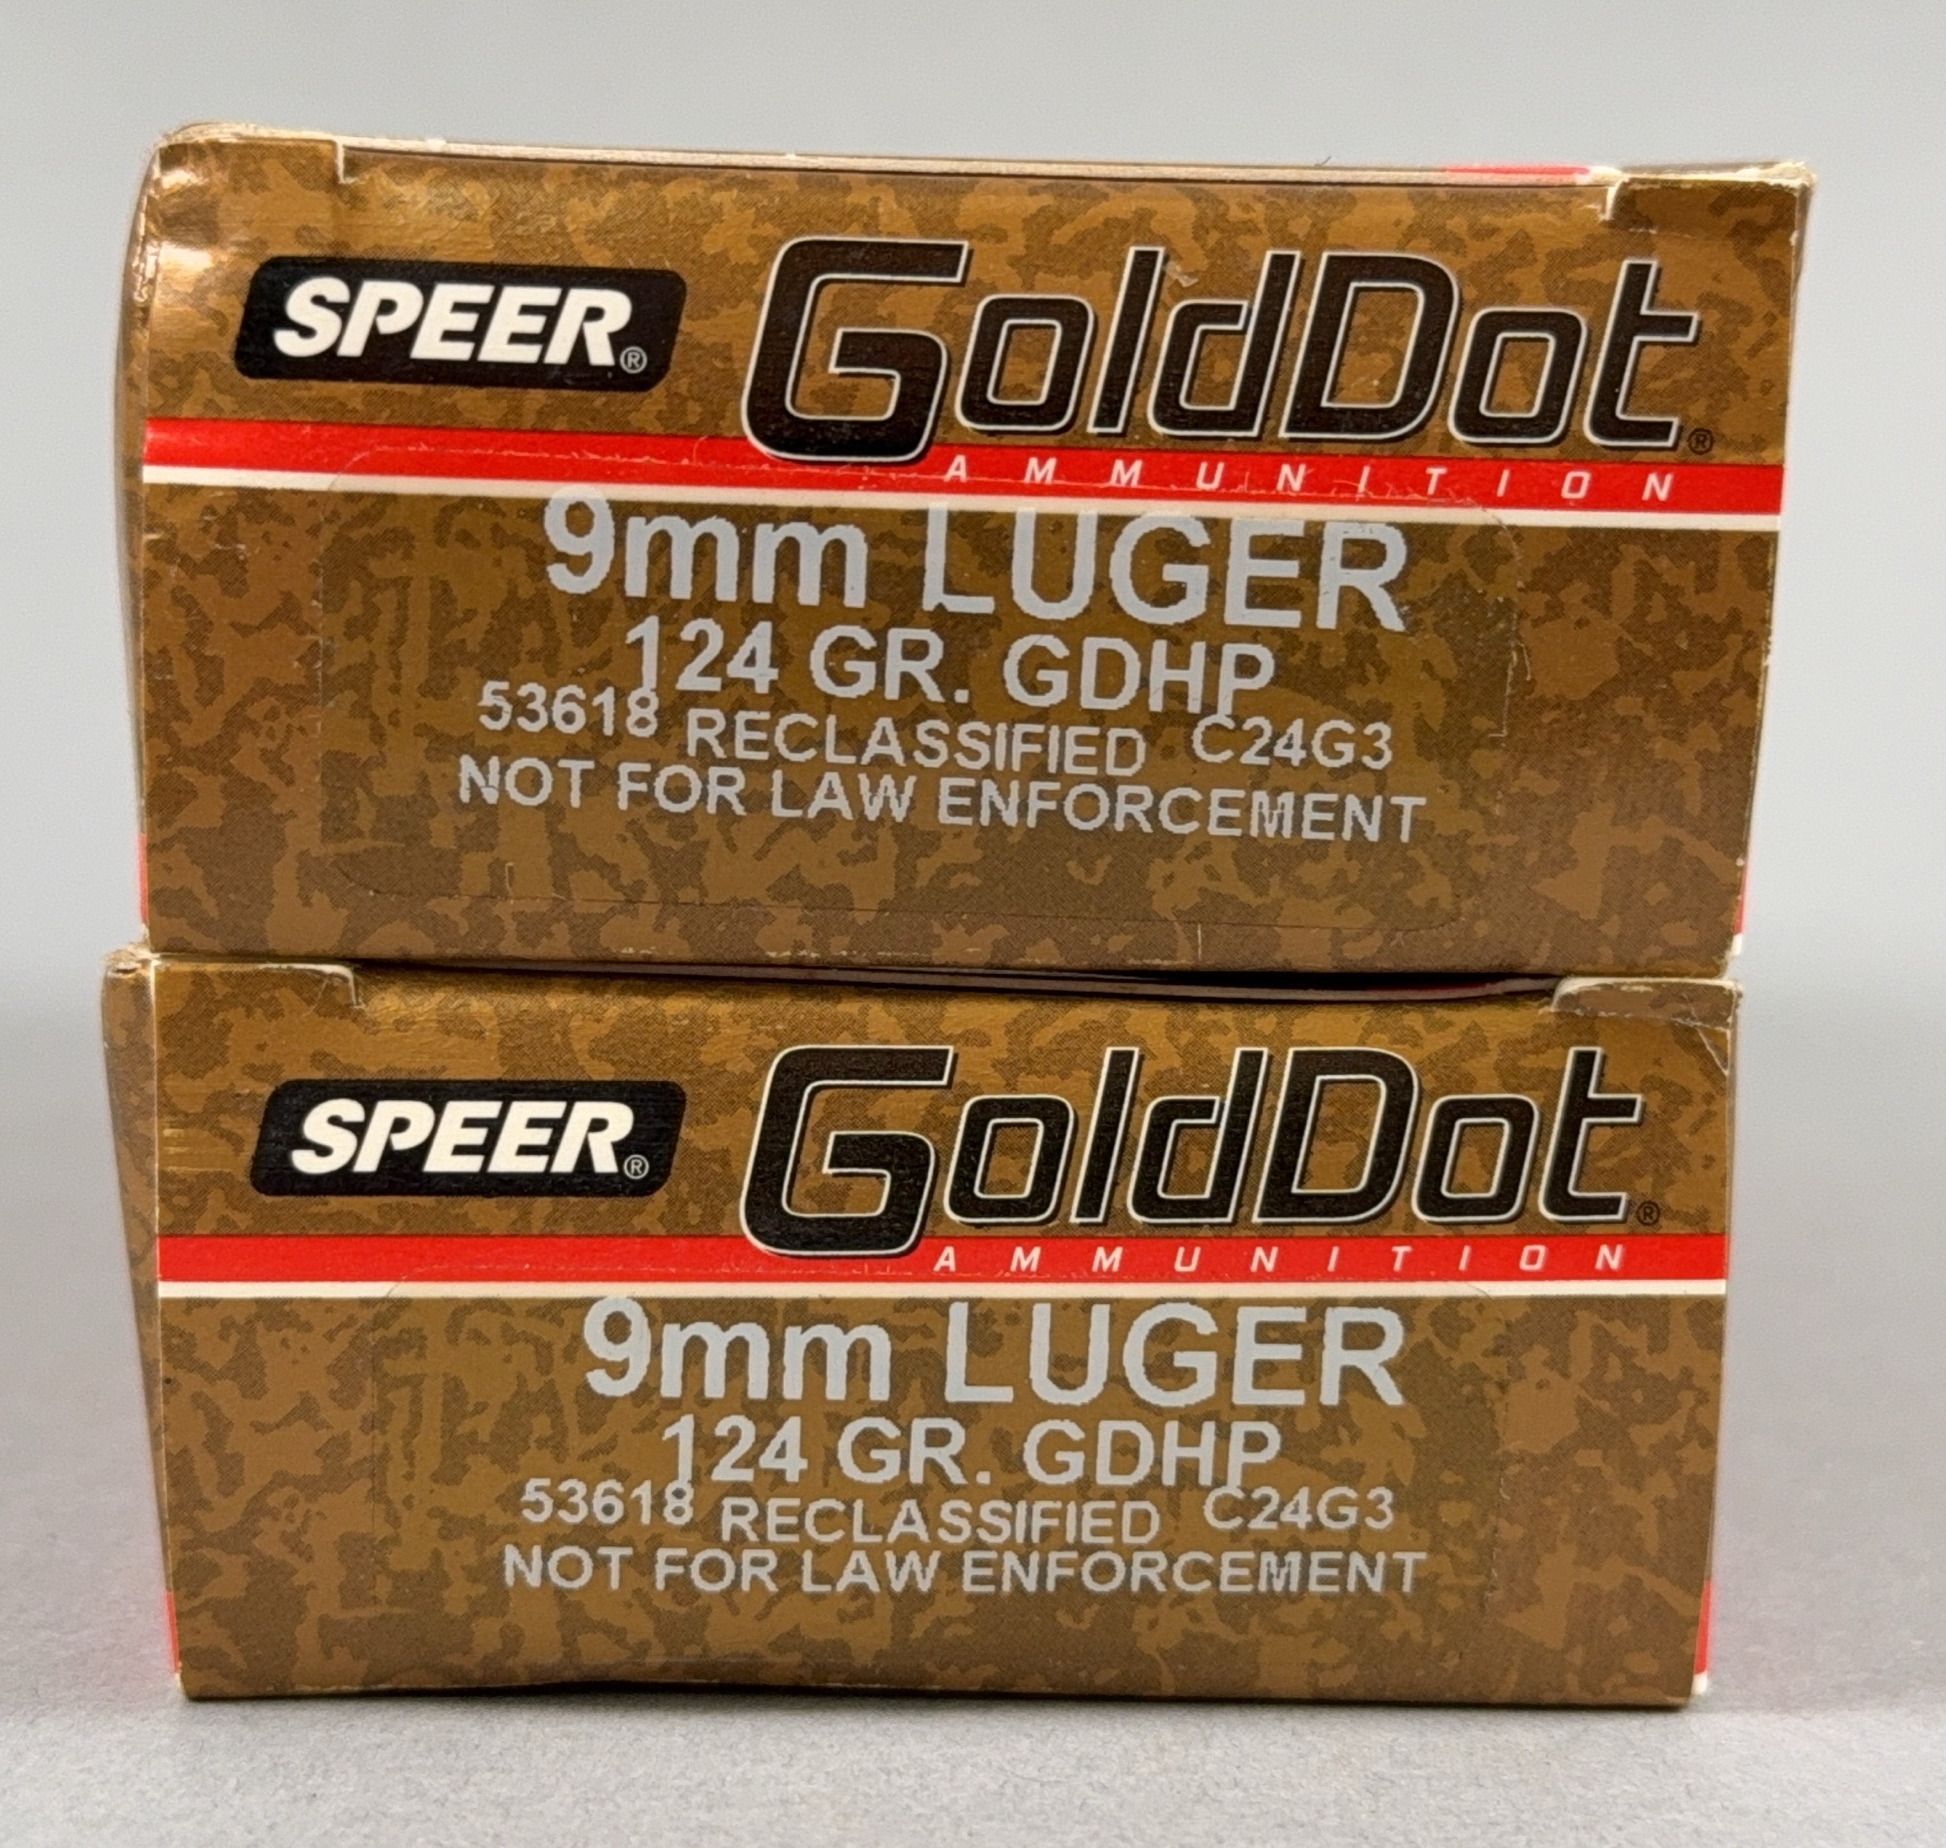 SPEER®
GoldDot®
AMMUNITION
9mm LUGER
124 GR. GDHP
53618 RECLASSIFIED C24G3
NOT FOR LAW ENFORCEMENT
SPEER®
GoldDot®
AMMUNITION
9mm LUGER
124 GR. GDHP
53618 RECLASSIFIED C24G3
NOT FOR LAW ENFORCEMENT